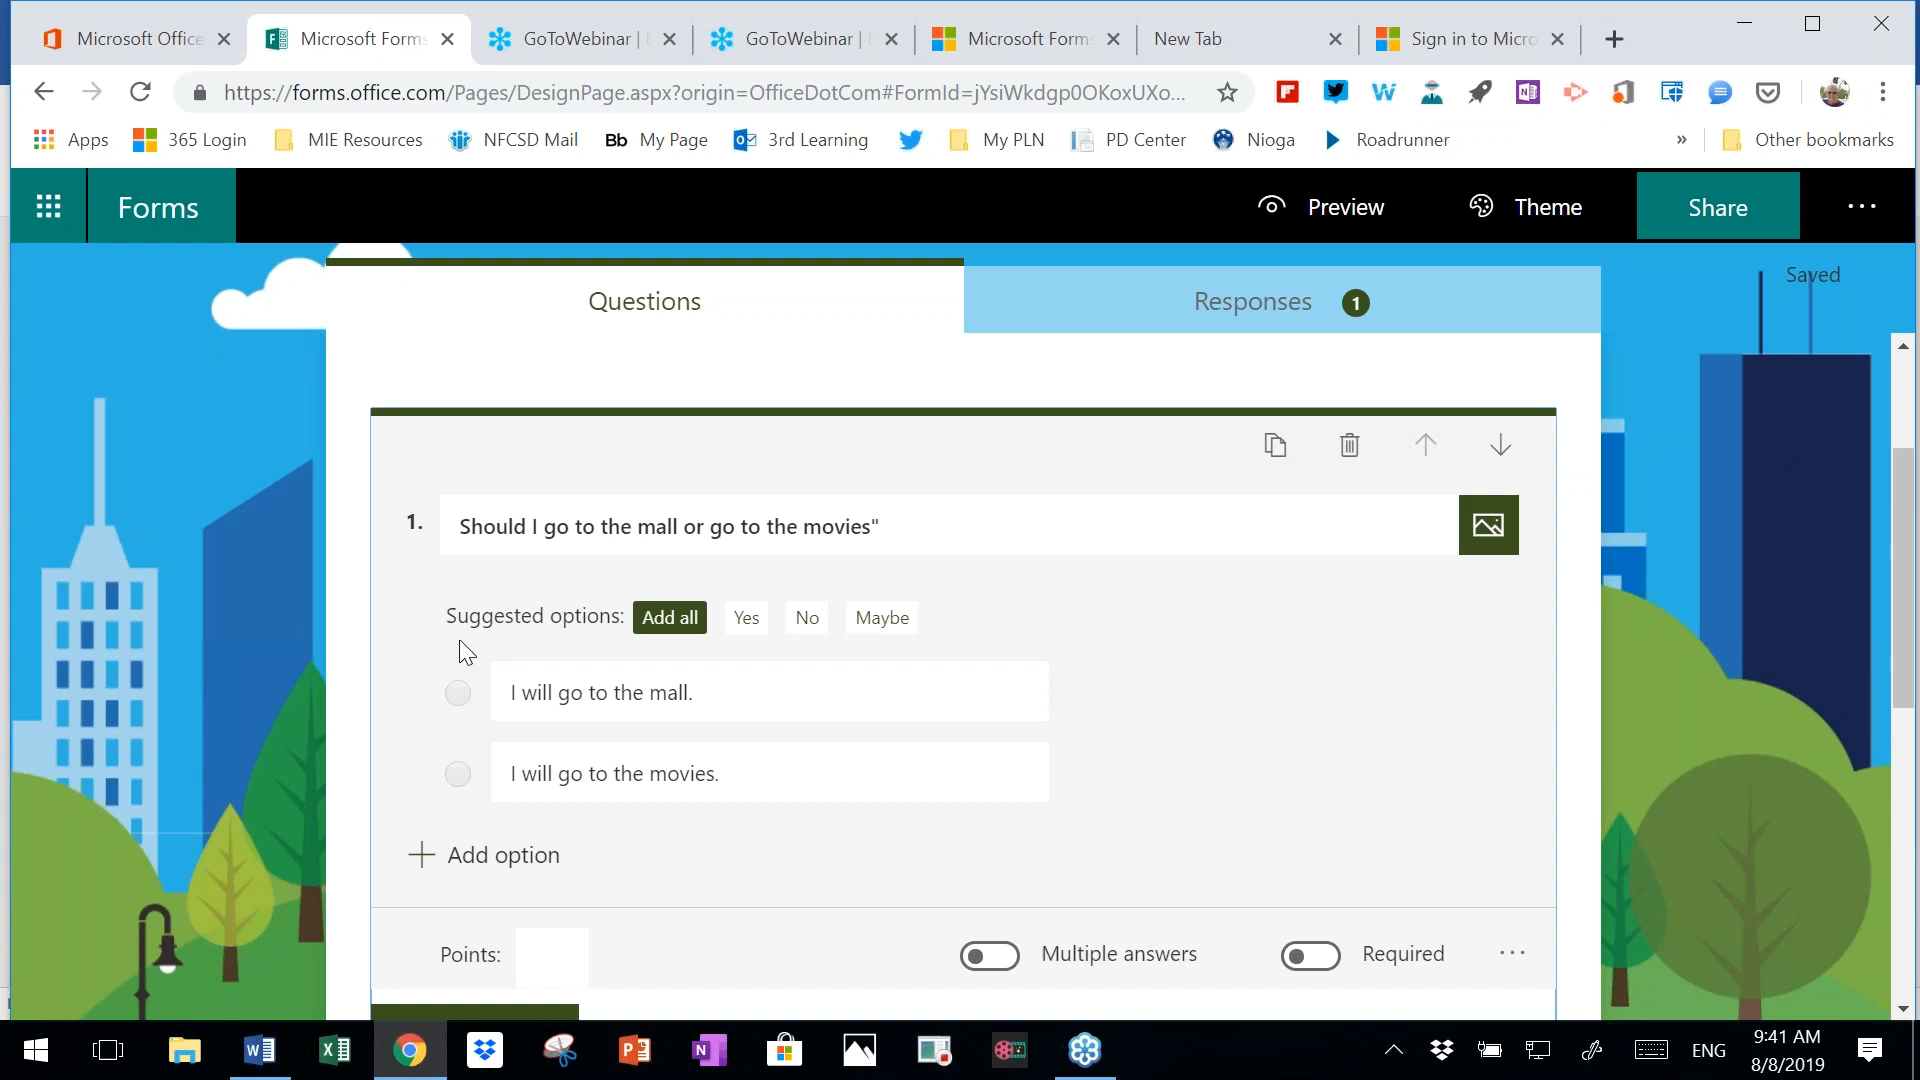 Microsoft Office
Microsoft Forms
GoToWebinar |
GoToWebinar |
Microsoft Forms
New Tab
Sign in to Micro
https://forms.office.com/Pages/DesignPage.aspx?origin=OfficeDotCom#FormId=jYsiWkdgp0OKoxUXo...
Apps
365 Login
MIE Resources
NFCSD Mail
Bb My Page
3rd Learning
My PLN
PD Center
Nioga
Roadrunner
»
Other bookmarks
Forms
Preview
Theme
Share
...
Saved
Questions
Responses 1
1. Should I go to the mall or go to the movies"
Suggested options: Add all Yes No Maybe
I will go to the mall.
I will go to the movies.
Add option
Points:
Multiple answers
Required
...
ENG
9:41 AM
8/8/2019